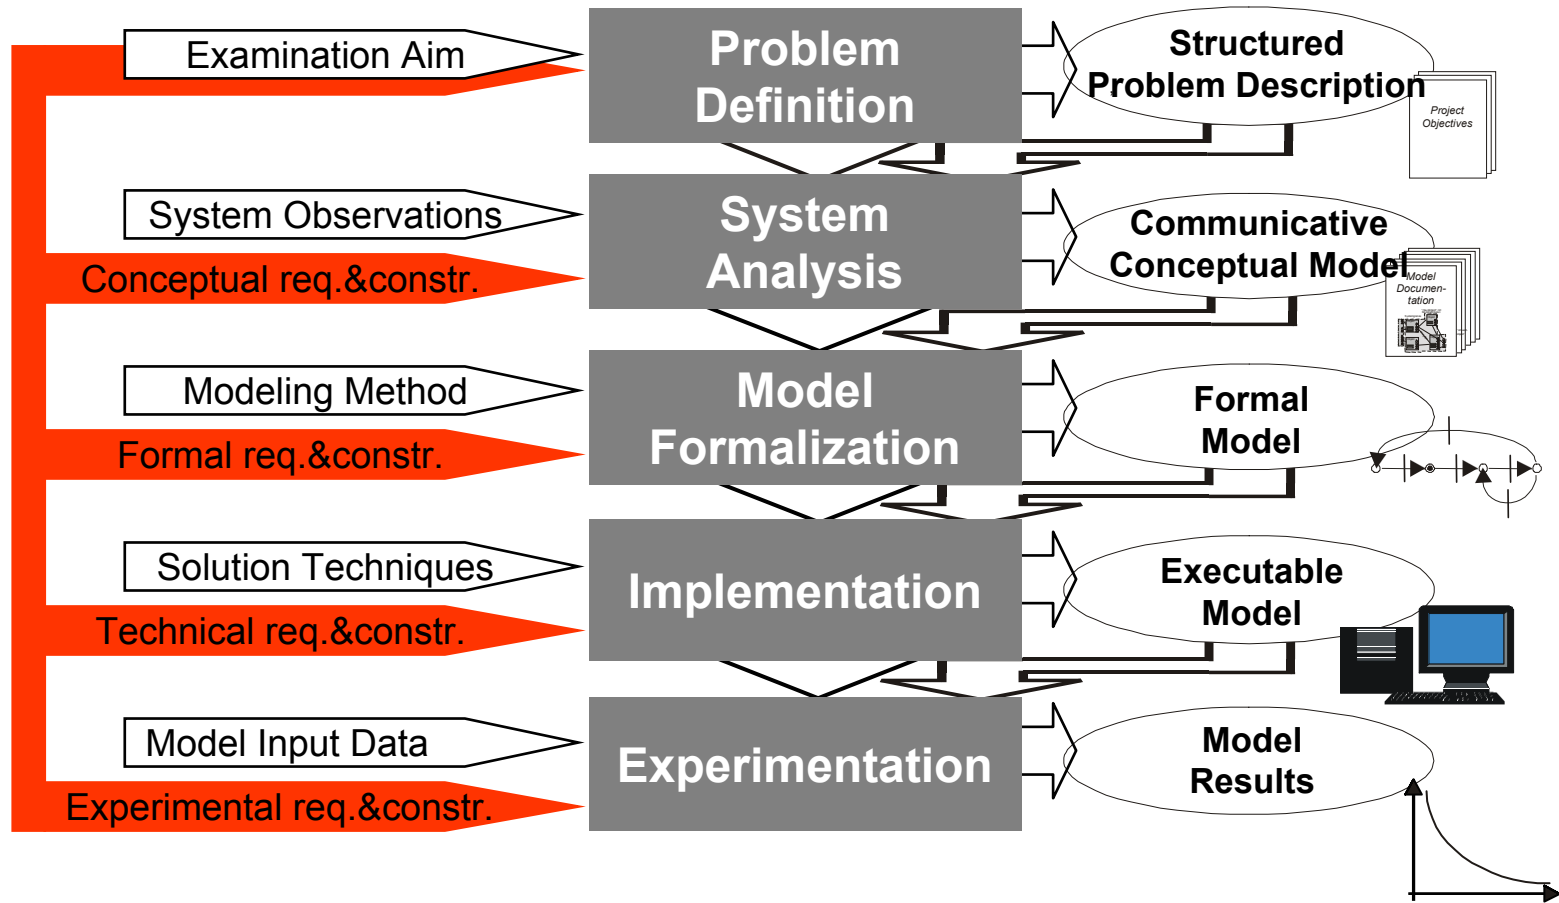 Examination Aim
Problem
Definition
Structured
Problem Description
Project
Objectives
System Observations
Conceptual req.&constr.
System
Analysis
Communicative
Conceptual Model
Model
Documen-
tation
Modeling Method
Formal req.&constr.
Model
Formalization
Formal
Model
Solution Techniques
Technical req.&constr.
Implementation
Executable
Model
Model Input Data
Experimental req.&constr.
Experimentation
Model
Results